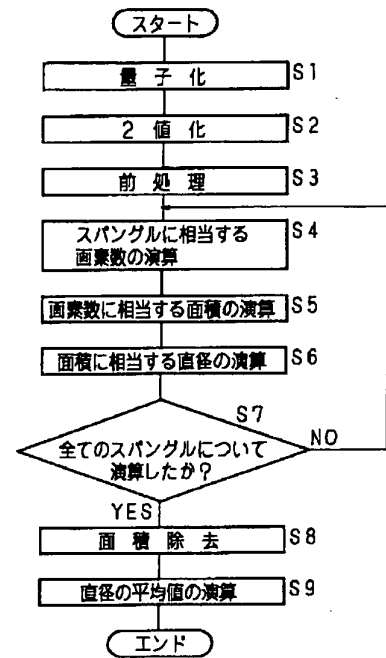 スタート
量子化 S1
2値化 S2
前処理 S3
スパングルに相当する S4
画素数の演算
画素数に相当する面積の演算 S5
面積に相当する直径の演算 S6
S7
全てのスパングルについて NO
演算したか?
YES
面積除去 S8
直径の平均値の演算 S9
エンド